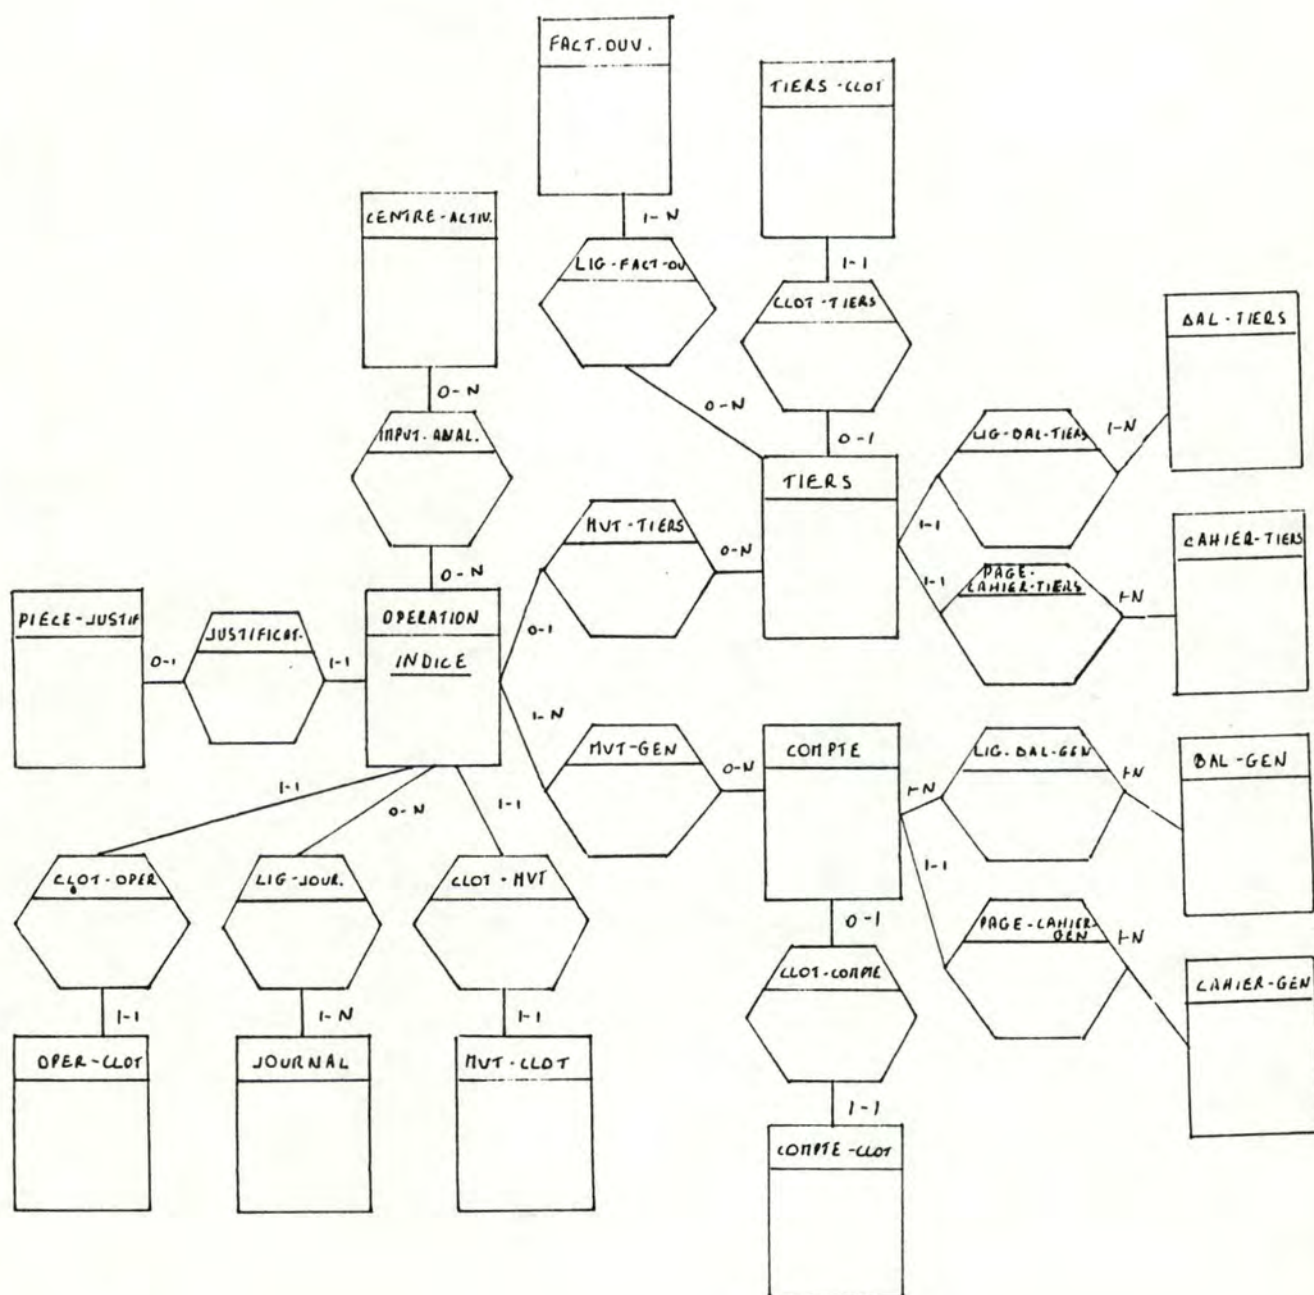 FACT.OUV.
TIERS-CLOT
1-N
CENTRE-ACTIV.
LIG-FACT-OU
1-1
CLOT-TIERS
BAL-TIERS
0-N
0-N
INPUT-ANAL.
LIG-BAL-TIERS
1-N
0-1
TIERS
MVT-TIERS
0-N
1-1
CAHIER-TIERS
0-N
1-1
PAGE-
CAHIER-TIERS
1-N
PIÈCE-JUSTIF
JUSTIFICAT.
OPERATION
0-1
0-1
1-1
INDICE
1-N
MVT-GEN
0-N
COMPTE
LIG.BAL-GEN
1-N
BAL-GEN
1-N
1-1
0-N
1-1
1-1
CLOT-OPER
LIG-JOUR.
CLOT-MVT
0-1
PAGE-CAHIER-
GEN
1-N
CLOT-COMPTE
CAHIER-GEN
1-1
1-N
1-1
OPER-CLOT
JOURNAL
MVT-CLOT
1-1
COMPTE-CLOT